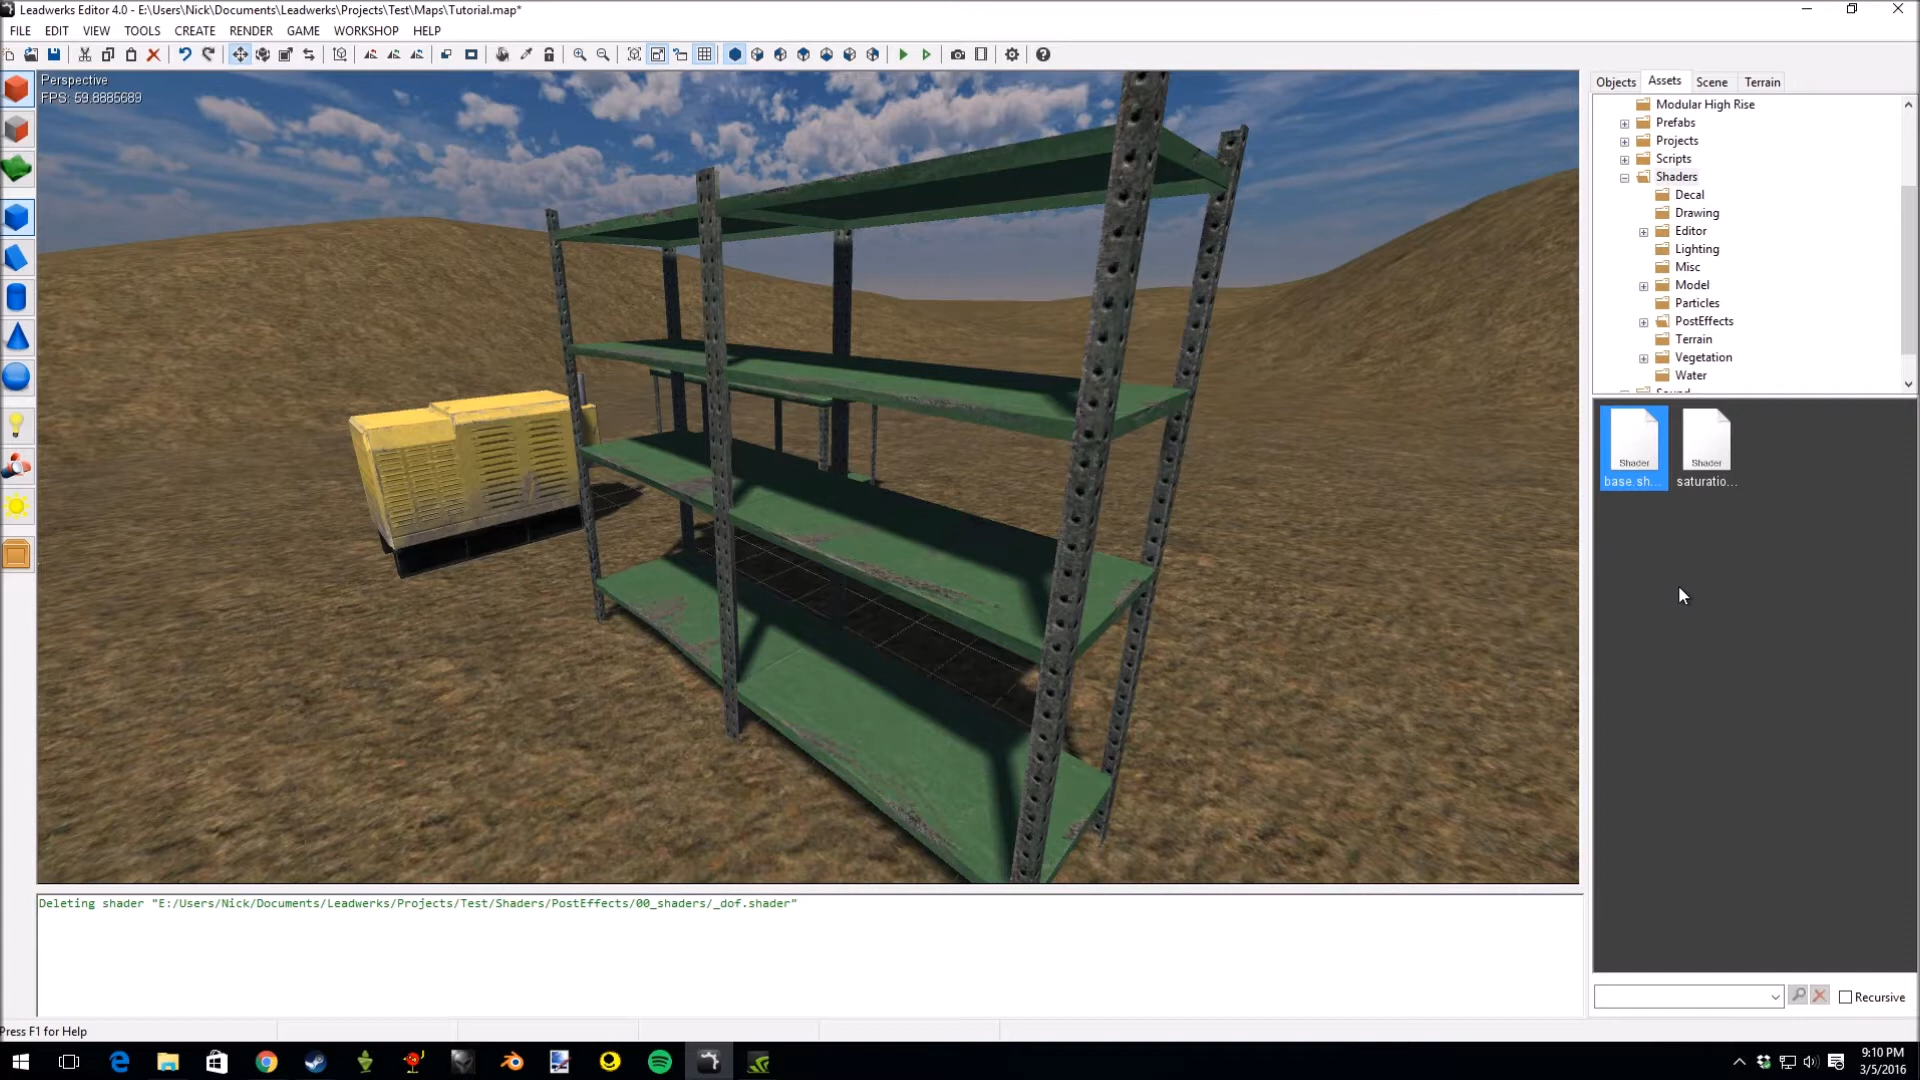 Leadwerks Editor 4.0 - E:\Users\Nick\Documents\Leadwerks\Projects\Test\Maps\Tutorial.map*
FILE EDIT VIEW TOOLS CREATE RENDER GAME WORKSHOP HELP
Perspective
FPS: 59.8885689
Objects Assets Scene Terrain
Modular High Rise
Prefabs
Projects
Scripts
Shaders
Decal
Drawing
Editor
Lighting
Misc
Model
Particles
PostEffects
Terrain
Vegetation
Water
Shader Shader
base.sh... saturatio...
Deleting shader "E:/Users/Nick/Documents/Leadwerks/Projects/Test/Shaders/PostEffects/00_shaders/_dof.shader"
Recursive
Press F1 for Help
9:10 PM
3/5/2016